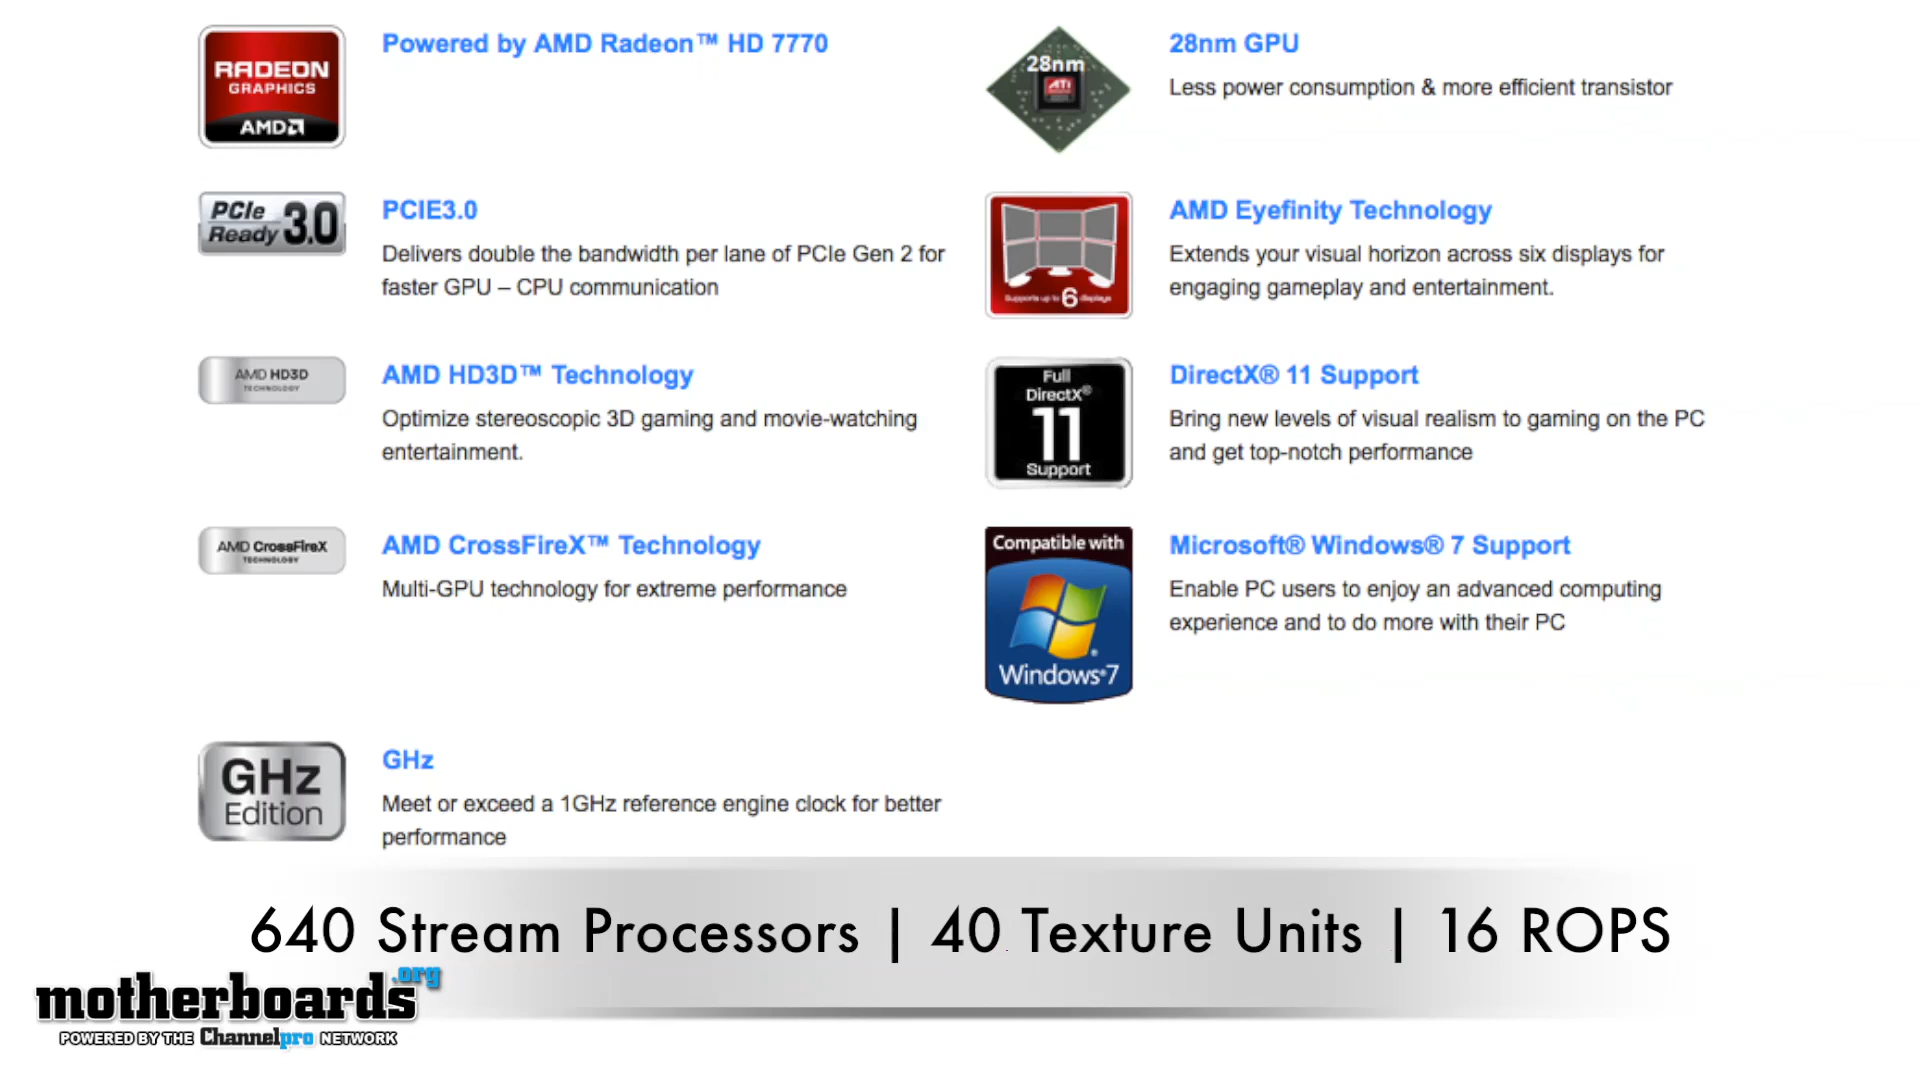 RADEON
GRAPHICS
AMD
Powered by AMD Radeon™ HD 7770
28nm
ATI
28nm GPU
Less power consumption & more efficient transistor
PCIe
Ready 3.0
PCIE3.0
Delivers double the bandwidth per lane of PCIe Gen 2 for
faster GPU – CPU communication
Supports up to 6 displays
AMD Eyefinity Technology
Extends your visual horizon across six displays for
engaging gameplay and entertainment.
AMD HD3D
TECHNOLOGY
AMD HD3D™ Technology
Optimize stereoscopic 3D gaming and movie-watching
entertainment.
Full
DirectX®
11
Support
DirectX® 11 Support
Bring new levels of visual realism to gaming on the PC
and get top-notch performance
AMD CrossFireX
TECHNOLOGY
AMD CrossFireX™ Technology
Multi-GPU technology for extreme performance
Compatible with
Windows®7
Microsoft® Windows® 7 Support
Enable PC users to enjoy an advanced computing
experience and to do more with their PC
GHz
Edition
GHz
Meet or exceed a 1GHz reference engine clock for better
performance
640 Stream Processors | 40 Texture Units | 16 ROPS
motherboards.org
POWERED BY THE Channelpro NETWORK